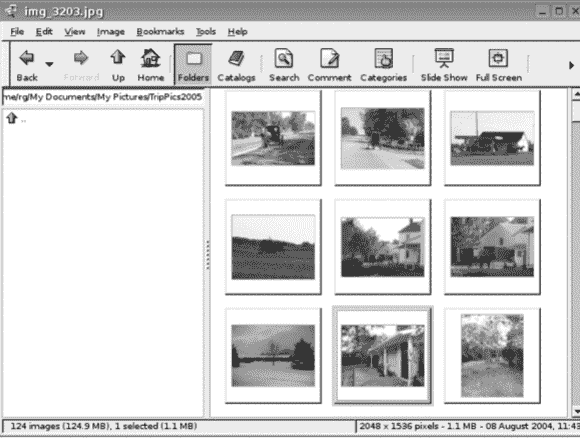 img_3203.jpg
File Edit View Image Bookmarks Tools Help
Back Forward Up Home Folders Catalogs Search Comment Categories Slide Show Full Screen
me/rg/My Documents/My Pictures/TripPics2005
..
124 images (124.9 MB), 1 selected (1.1 MB)
2048 x 1536 pixels - 1.1 MB - 08 August 2004, 11:43